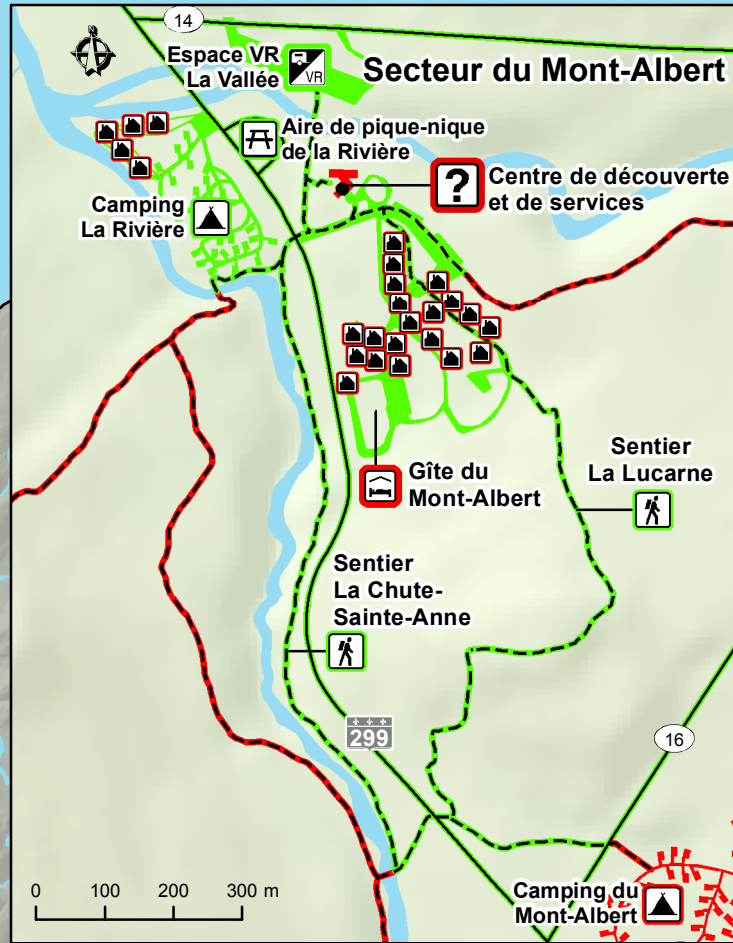 14
Espace VR
La Vallée
VR
Secteur du Mont-Albert
Aire de pique-nique
de la Rivière
?
Centre de découverte
et de services
Camping
La Rivière
Gîte du
Mont-Albert
Sentier
La Lucarne
Sentier
La Chute-
Sainte-Anne
299
16
0 100 200 300 m
Camping du
Mont-Albert